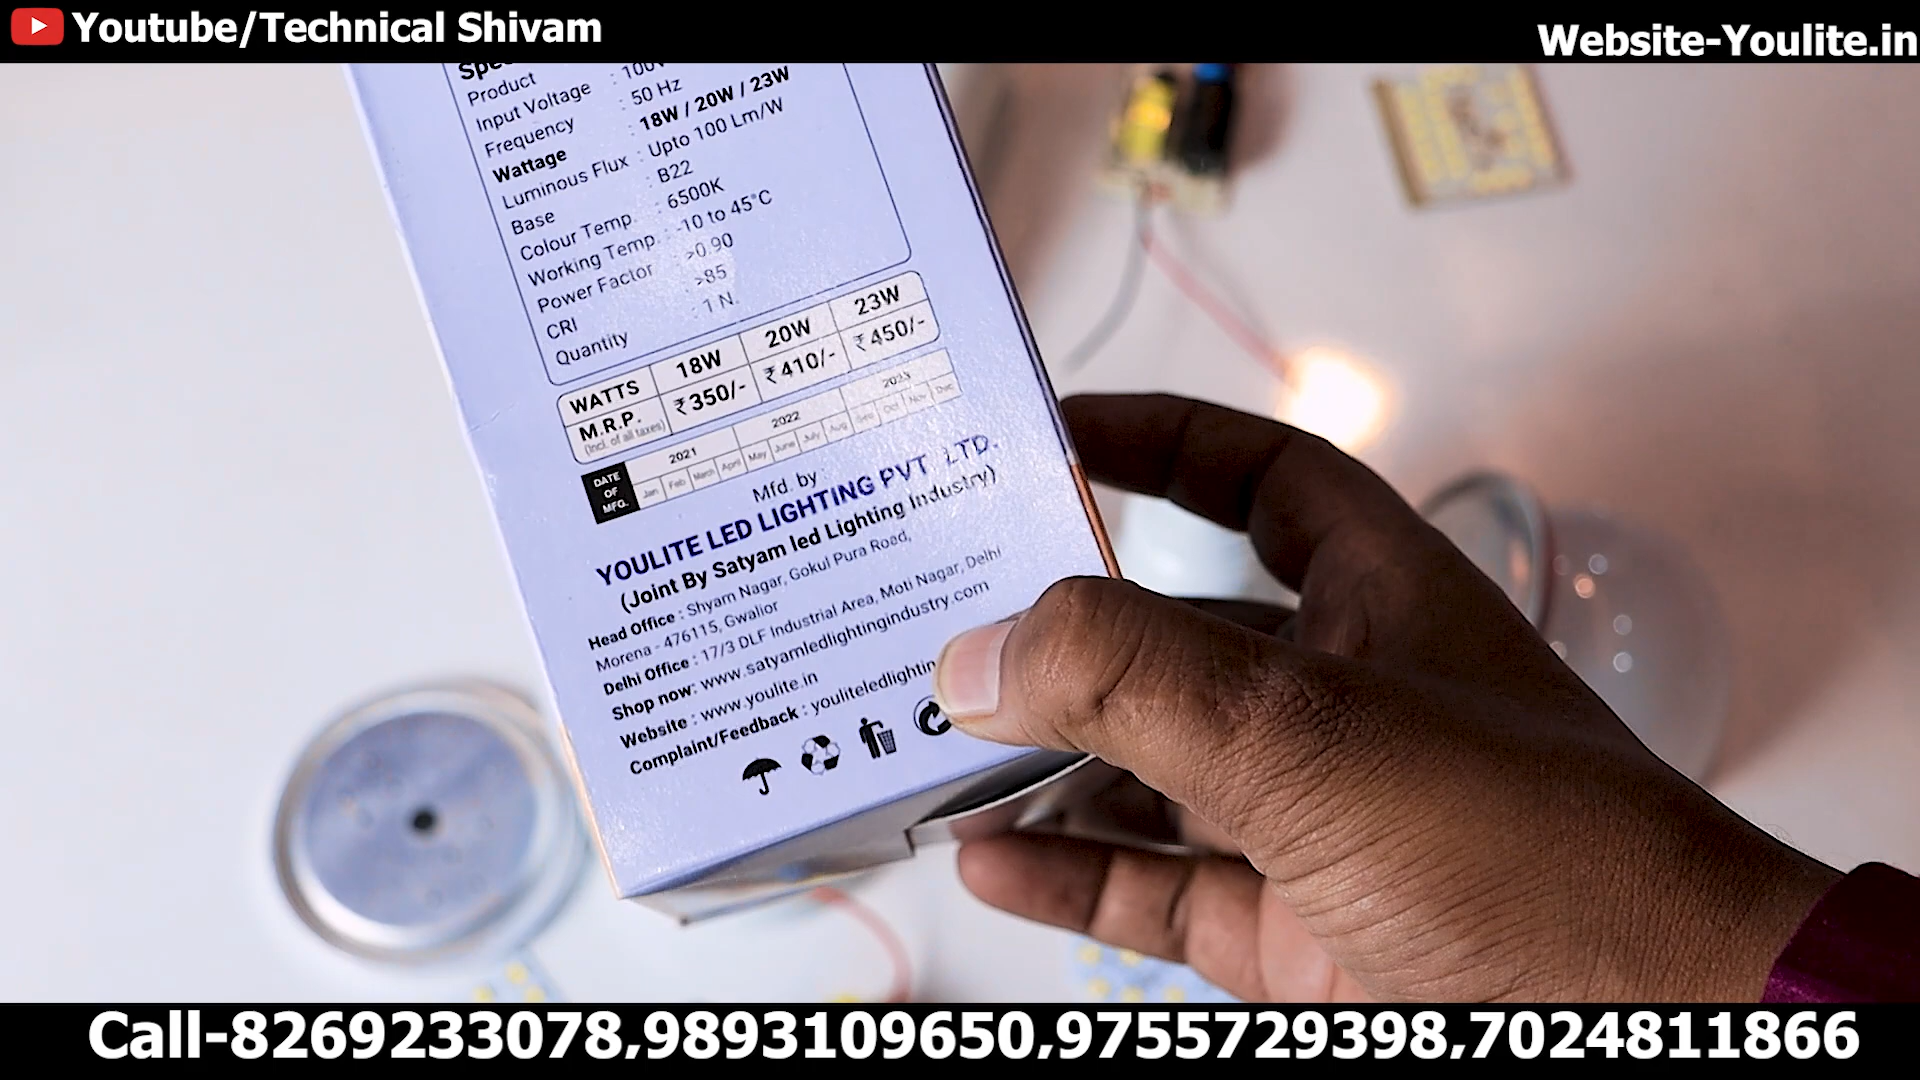 Youtube/Technical Shivam
Website-Youlite.in
Product
Input Voltage
: 50 Hz
Frequency
: 18W / 20W / 23W
Wattage
: Upto 100 Lm/W
Luminous Flux
: B22
Base
: 6500K
Colour Temp.
: -10 to 45°C
Working Temp.
: >0.90
Power Factor
: >85
CRI
: 1 N.
Quantity
WATTS 18W 20W 23W
M.R.P. ₹350/- ₹410/- ₹450/-
(Incl. of all taxes)
DATE OF MFG.
2021 2022 2023
Jan Feb March April May June July Aug Sep Oct Nov Dec
Mfd. by
YOULITE LED LIGHTING PVT LTD.
(Joint By Satyam led Lighting Industry)
Head Office : Shyam Nagar, Gokul Pura Road,
Morena - 476115, Gwalior
Delhi Office : 17/3 DLF Industrial Area, Moti Nagar, Delhi
Shop now: www.satyamledlightingindustry.com
Website : www.youlite.in
Complaint/Feedback : youliteledlightin
Call-8269233078,9893109650,9755729398,7024811866